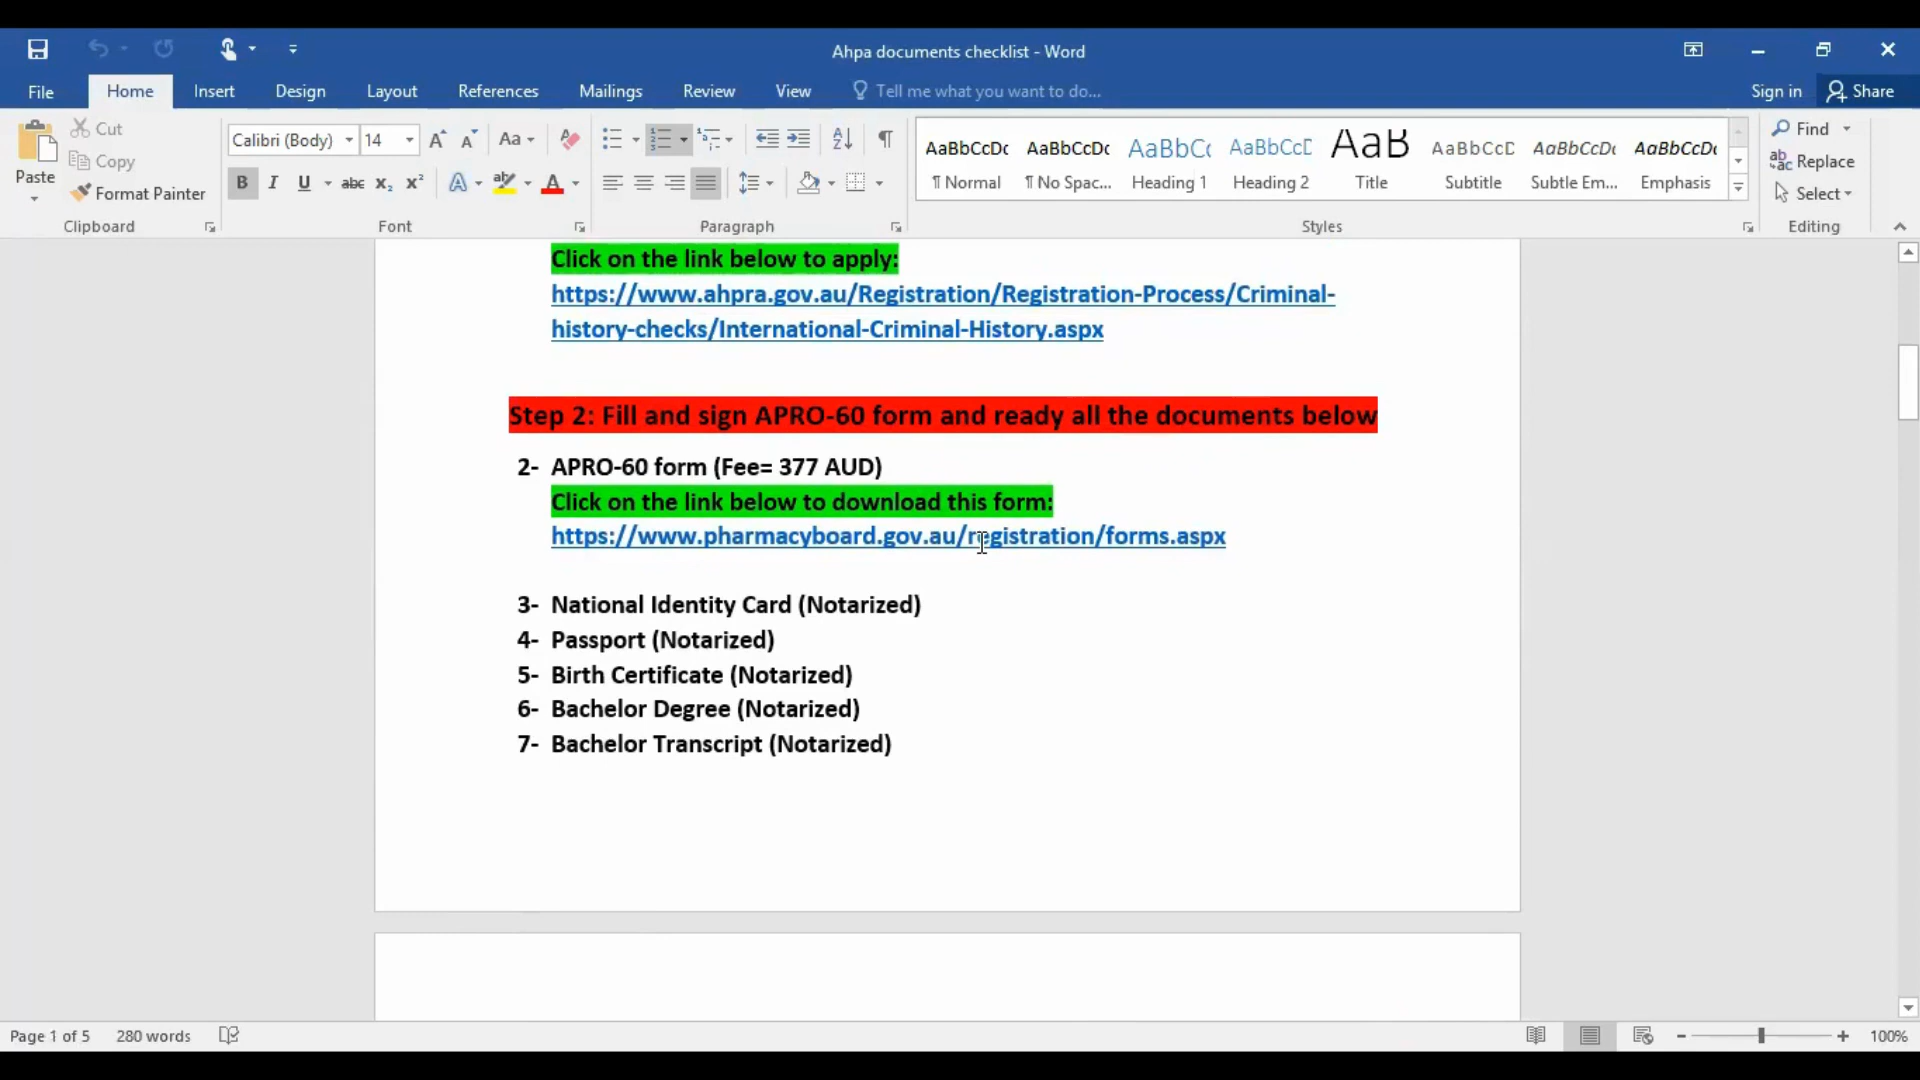 Ahpa documents checklist - Word
File Home Insert Design Layout References Mailings Review View Tell me what you want to do... Sign in Share
Paste Cut
Copy
Format Painter
Clipboard
Calibri (Body) 14
Font
Paragraph
AaBbCcDc AaBbCcDc AaBbC( AaBbCcD AaB AaBbCcD AaBbCcDc AaBbCcDc
¶ Normal ¶ No Spac... Heading 1 Heading 2 Title Subtitle Subtle Em... Emphasis
Styles
Find
Replace
Select
Editing
Click on the link below to apply:
https://www.ahpra.gov.au/Registration/Registration-Process/Criminal-
history-checks/International-Criminal-History.aspx
Step 2: Fill and sign APRO-60 form and ready all the documents below
2- APRO-60 form (Fee= 377 AUD)
Click on the link below to download this form:
https://www.pharmacyboard.gov.au/registration/forms.aspx
3- National Identity Card (Notarized)
4- Passport (Notarized)
5- Birth Certificate (Notarized)
6- Bachelor Degree (Notarized)
7- Bachelor Transcript (Notarized)
Page 1 of 5 280 words 100%